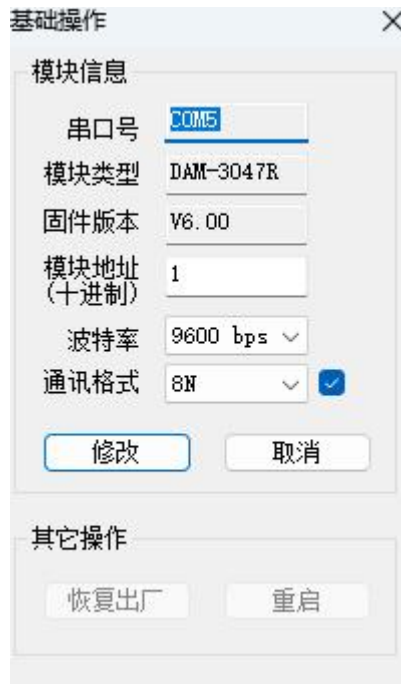 基础操作
模块信息
串口号 COM5
模块类型 DAM-3047R
固件版本 V6.00
模块地址
(十进制) 1
波特率 9600 bps
通讯格式 8N
修改 取消
其它操作
恢复出厂 重启